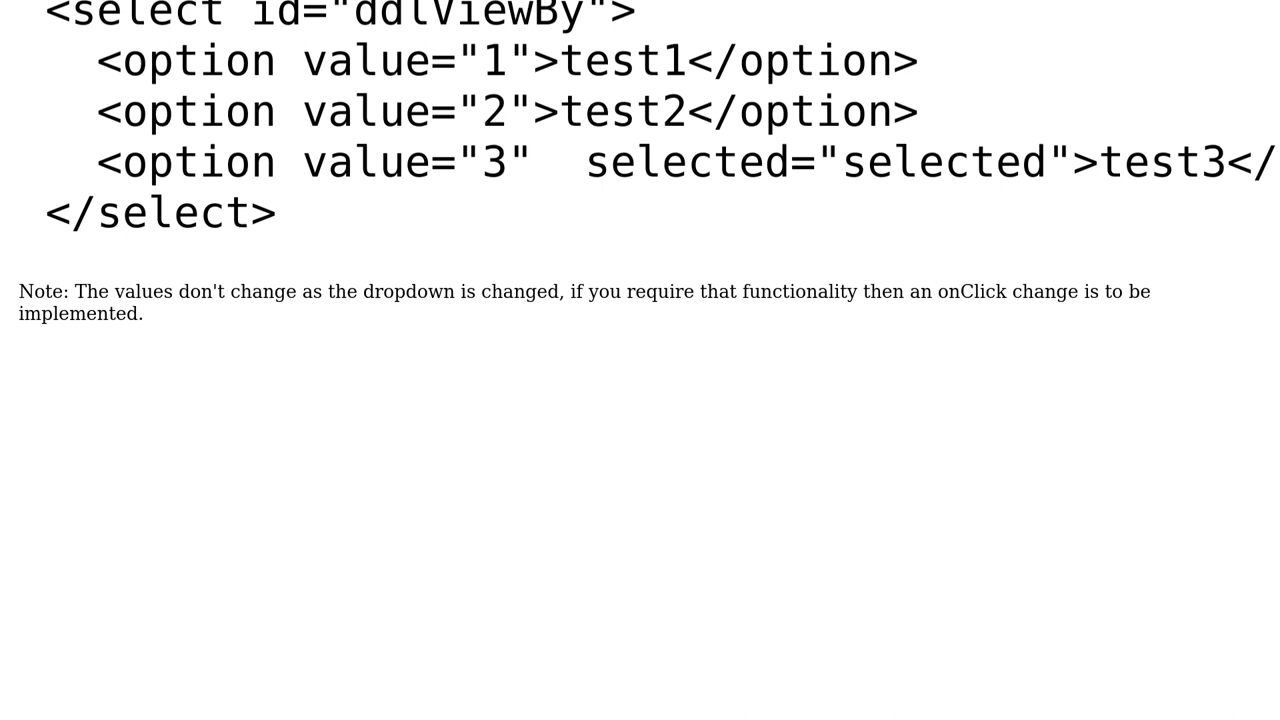 <select id="ddlViewBy">
<option value="1">test1</option>
<option value="2">test2</option>
<option value="3"  selected="selected">test3</
</select>
Note: The values don't change as the dropdown is changed, if you require that functionality then an onClick change is to be
implemented.